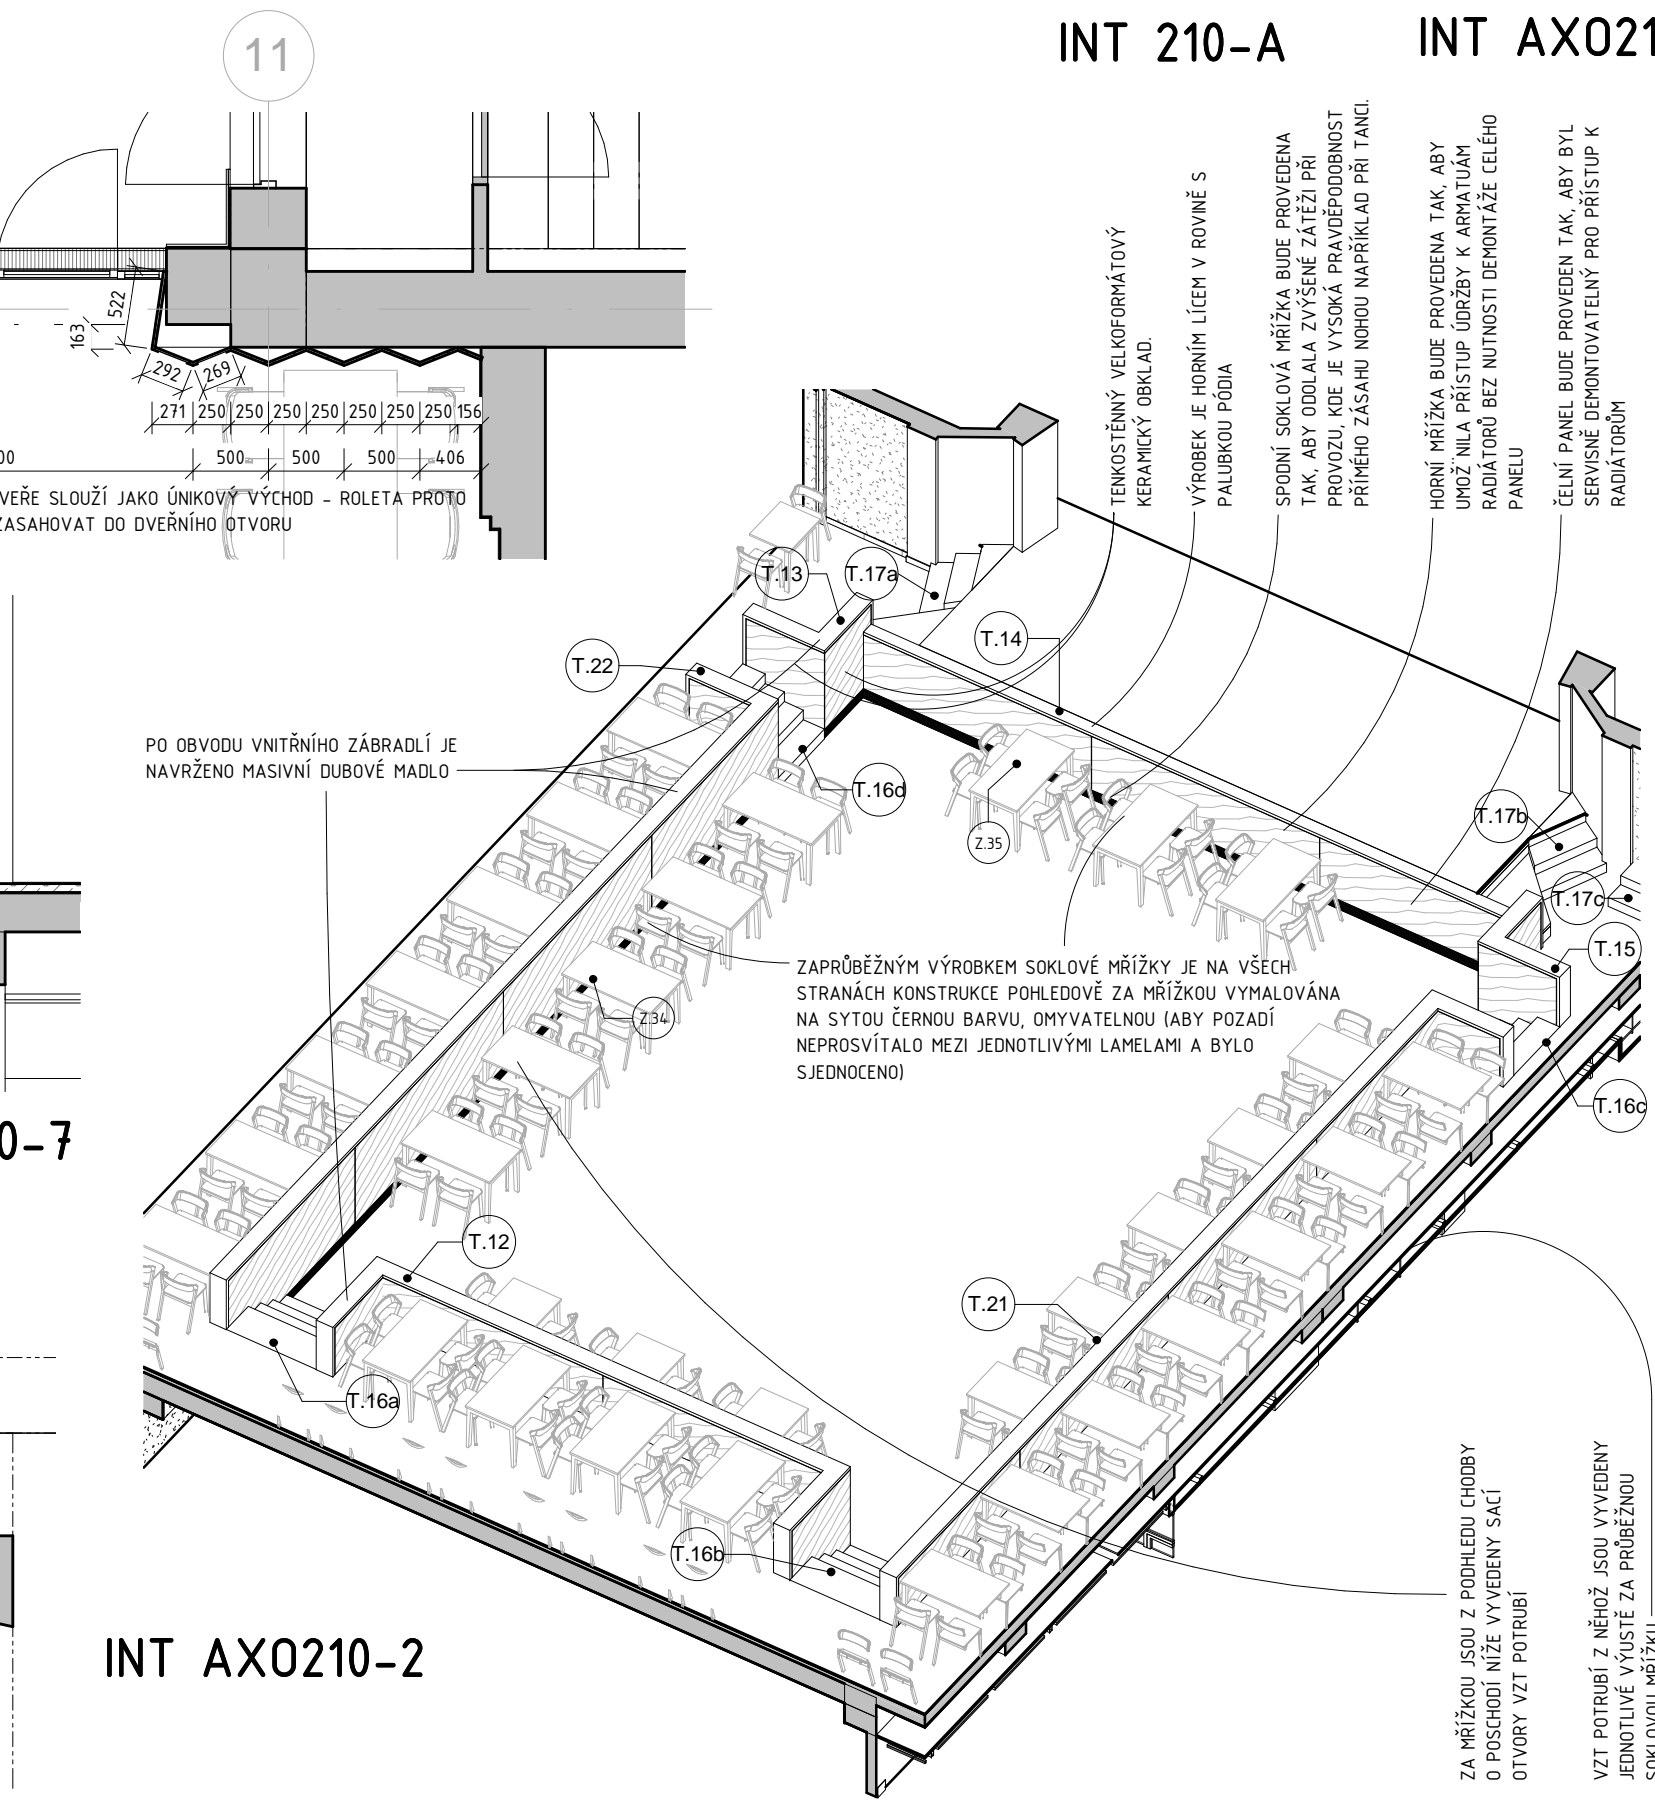 11
INT 210-A
INT AXO21
522
163
292
269
271 250 250 250 250 250 250 250 156
00 500 500 500 406
VEŘE SLOUŽÍ JAKO ÚNIKOVÝ VÝCHOD - ROLETA PROTO
ZASAHOVAT DO DVEŘNÍHO OTVORU
TENKOSTĚNNÝ VELKOFORMÁTOVÝ
KERAMICKÝ OBKLAD.
VÝROBEK JE HORNÍM LÍCEM V ROVINĚ S
PALUBKOU PÓDIA
SPODNÍ SOKLOVÁ MŘÍŽKA BUDE PROVEDENA
TAK, ABY ODOLALA ZVÝŠENÉ ZÁTĚŽI PŘI
PROVOZU, KDE JE VYSOKÁ PRAVDĚPODOBNOST
PŘÍMÉHO ZÁSAHU NOHOU NAPŘÍKLAD PŘI TANCI.
HORNÍ MŘÍŽKA BUDE PROVEDENA TAK, ABY
UMOŽNILA PŘÍSTUP ÚDRŽBY K ARMATUÁM
RADIÁTORŮ BEZ NUTNOSTI DEMONTÁŽE CELÉHO
PANELU
ČELNÍ PANEL BUDE PROVEDEN TAK, ABY BYL
SERVISNĚ DEMONTOVATELNÝ PRO PŘÍSTUP K
RADIÁTORŮM
T.13
T.17a
T.14
T.22
PO OBVODU VNITŘNÍHO ZÁBRADLÍ JE
NAVRŽENO MASIVNÍ DUBOVÉ MADLO
T.16d
Z.35
T.17b
T.17c
T.15
ZAPRŮBĚŽNÝM VÝROBKEM SOKLOVÉ MŘÍŽKY JE NA VŠECH
STRANÁCH KONSTRUKCE POHLEDOVĚ ZA MŘÍŽKOU VYMALOVÁNA
NA SYTOU ČERNOU BARVU, OMYVATELNOU (ABY POZADÍ
NEPROSVÍTALO MEZI JEDNOTLIVÝMI LAMELAMI A BYLO
SJEDNOCENO)
Z.34
T.16c
0-7
T.12
T.21
T.16a
T.16b
INT AXO210-2
ZA MŘÍŽKOU JSOU Z PODHLEDU CHODBY
O POSCHODÍ NÍŽE VYVEDENY SACÍ
OTVORY VZT POTRUBÍ
VZT POTRUBÍ Z NĚHOŽ JSOU VYVEDENY
JEDNOTLIVÉ VÝUSTĚ ZA PRŮBĚŽNOU
SOKLOVOU MŘÍŽKU